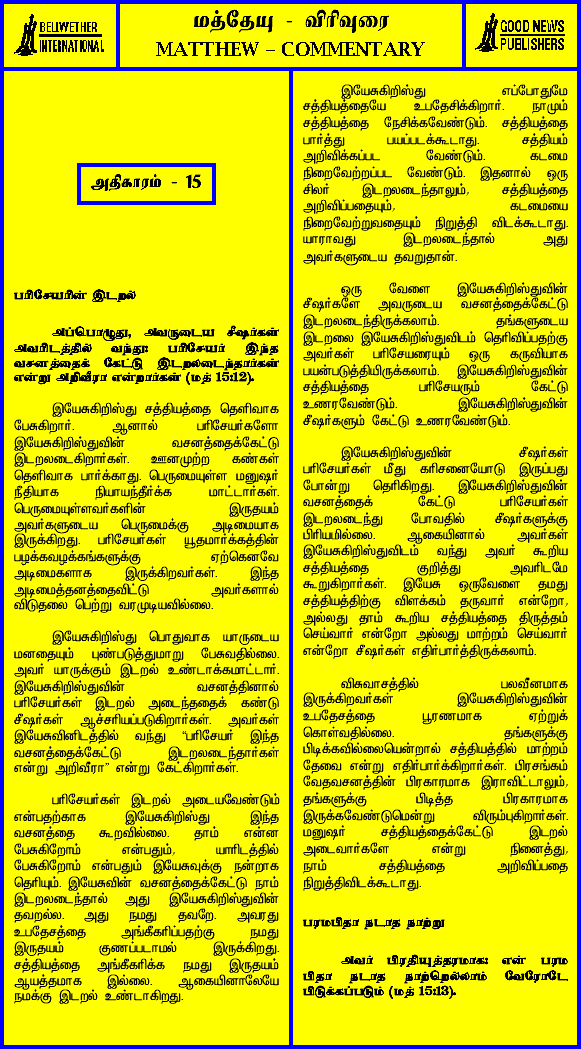 BELIWETHER
INTERNATIONAL
மத்தேயு - விரிவுரை
MATTHEW – COMMENTARY
GOOD NEWS
PUBLISHERS
அதிகாரம் - 15
பரிசேயரின் இடறல்
அப்பொழுது, அவருடைய சீஷர்கள்
அவரிடத்தில் வந்து: பரிசேயர் இந்த
வசனத்தைக் கேட்டு இடறலடைந்தார்கள்
என்று அறிவீரா என்றார்கள் (மத் 15:12).
இயேசுகிறிஸ்து சத்தியத்தை தெளிவாக
பேசுகிறார். ஆனால் பரிசேயர்களோ
இயேசுகிறிஸ்துவின் வசனத்தைக்கேட்டு
இடறலடைகிறார்கள். ஊனமுற்ற கண்கள்
தெளிவாக பார்க்காது. பெருமையுள்ள மனுஷர்
நீதியாக நியாயந்தீர்க்க மாட்டார்கள்.
பெருமையுள்ளவர்களின் இருதயம்
அவர்களுடைய பெருமைக்கு அடிமையாக
இருக்கிறது. பரிசேயர்கள் யூதமார்க்கத்தின்
பழக்கவழக்கங்களுக்கு ஏற்கெனவே
அடிமைகளாக இருக்கிறவர்கள். இந்த
அடிமைத்தனத்தைவிட்டு அவர்களால்
விடுதலை பெற்று வரமுடியவில்லை.
இயேசுகிறிஸ்து பொதுவாக யாருடைய
மனதையும் புண்படுத்துமாறு பேசுவதில்லை.
அவர் யாருக்கும் இடறல் உண்டாக்கமாட்டார்.
இயேசுகிறிஸ்துவின் வசனத்தினால்
பரிசேயர்கள் இடறல் அடைந்ததைக் கண்டு
சீஷர்கள் ஆச்சரியப்படுகிறார்கள். அவர்கள்
இயேசுவினிடத்தில் வந்து "பரிசேயர் இந்த
வசனத்தைக்கேட்டு இடறலடைந்தார்கள்
என்று அறிவீரா" என்று கேட்கிறார்கள்.
பரிசேயர்கள் இடறல் அடையவேண்டும்
என்பதற்காக இயேசுகிறிஸ்து இந்த
வசனத்தை கூறவில்லை. தாம் என்ன
பேசுகிறோம் என்பதும், யாரிடத்தில்
பேசுகிறோம் என்பதும் இயேசுவுக்கு நன்றாக
தெரியும். இயேசுவின் வசனத்தைக்கேட்டு நாம்
இடறலடைந்தால் அது இயேசுகிறிஸ்துவின்
தவறல்ல. அது நமது தவறே. அவரது
உபதேசத்தை அங்கீகரிப்பதற்கு நமது
இருதயம் குணப்படாமல் இருக்கிறது.
சத்தியத்தை அங்கீகரிக்க நமது இருதயம்
ஆயத்தமாக இல்லை. ஆகையினாலேயே
நமக்கு இடறல் உண்டாகிறது.
இயேசுகிறிஸ்து எப்போதுமே
சத்தியத்தையே உபதேசிக்கிறார். நாமும்
சத்தியத்தை நேசிக்கவேண்டும். சத்தியத்தை
பார்த்து பயப்படக்கூடாது. சத்தியம்
அறிவிக்கப்பட வேண்டும். கடமை
நிறைவேற்றப்பட வேண்டும். இதனால் ஒரு
சிலர் இடறலடைந்தாலும், சத்தியத்தை
அறிவிப்பதையும், கடமையை
நிறைவேற்றுவதையும் நிறுத்தி விடக்கூடாது.
யாராவது இடறலடைந்தால் அது
அவர்களுடைய தவறுதான்.
ஒரு வேளை இயேசுகிறிஸ்துவின்
சீஷர்களே அவருடைய வசனத்தைக்கேட்டு
இடறலடைந்திருக்கலாம். தங்களுடைய
இடறலை இயேசுகிறிஸ்துவிடம் தெரிவிப்பதற்கு
அவர்கள் பரிசேயரையும் ஒரு கருவியாக
பயன்படுத்தியிருக்கலாம். இயேசுகிறிஸ்துவின்
சத்தியத்தை பரிசேயரும் கேட்டு
உணரவேண்டும். இயேசுகிறிஸ்துவின்
சீஷர்களும் கேட்டு உணரவேண்டும்.
இயேசுகிறிஸ்துவின் சீஷர்கள்
பரிசேயர்கள் மீது கரிசனையோடு இருப்பது
போன்று தெரிகிறது. இயேசுகிறிஸ்துவின்
வசனத்தைக் கேட்டு பரிசேயர்கள்
இடறலடைந்து போவதில் சீஷர்களுக்கு
பிரியமில்லை. ஆகையினால் அவர்கள்
இயேசுகிறிஸ்துவிடம் வந்து அவர் கூறிய
சத்தியத்தை குறித்து அவரிடமே
கூறுகிறார்கள். இயேசு ஒருவேளை தமது
சத்தியத்திற்கு விளக்கம் தருவார் என்றோ,
அல்லது தாம் கூறிய சத்தியத்தை திருத்தம்
செய்வார் என்றோ அல்லது மாற்றம் செய்வார்
என்றோ சீஷர்கள் எதிர்பார்த்திருக்கலாம்.
விசுவாசத்தில் பலவீனமாக
இருக்கிறவர்கள் இயேசுகிறிஸ்துவின்
உபதேசத்தை பூரணமாக ஏற்றுக்
கொள்வதில்லை. தங்களுக்கு
பிடிக்கவில்லையென்றால் சத்தியத்தில் மாற்றம்
தேவை என்று எதிர்பார்க்கிறார்கள். பிரசங்கம்
வேதவசனத்தின் பிரகாரமாக இராவிட்டாலும்,
தங்களுக்கு பிடித்த பிரகாரமாக
இருக்கவேண்டுமென்று விரும்புகிறார்கள்.
மனுஷர் சத்தியத்தைக்கேட்டு இடறல்
அடைவார்களே என்று நினைத்து,
நாம் சத்தியத்தை அறிவிப்பதை
நிறுத்திவிடக்கூடாது.
பரமபிதா நடாத நாற்று
அவர் பிரதியுத்தரமாக: என் பரம
பிதா நடாத நாற்றெல்லாம் வேரோடே
பிடுங்கப்படும் (மத் 15:13).